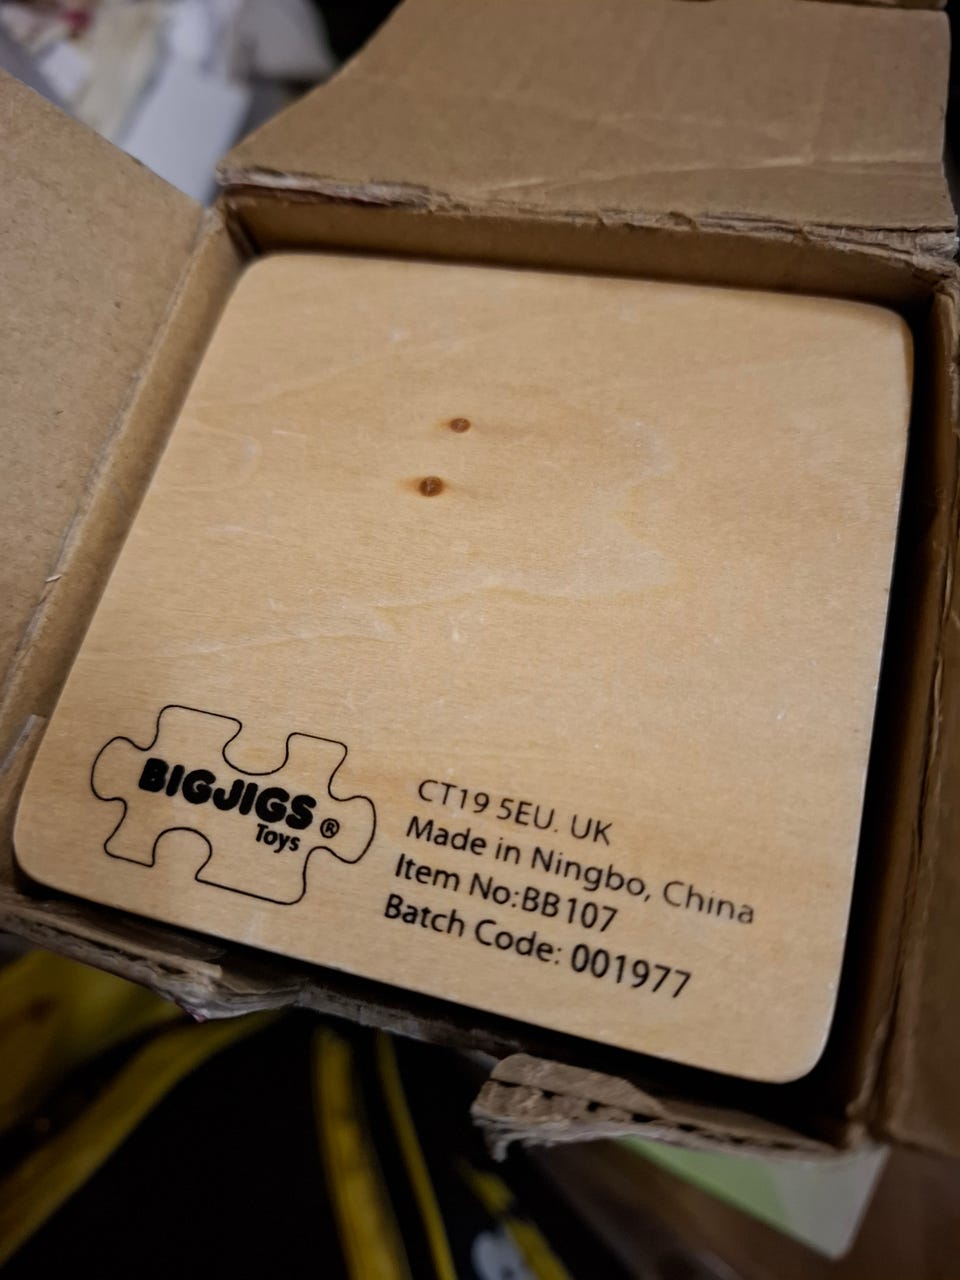 BIGJIGS ®
Toys
CT19 5EU. UK
Made in Ningbo, China
Item No:BB107
Batch Code: 001977